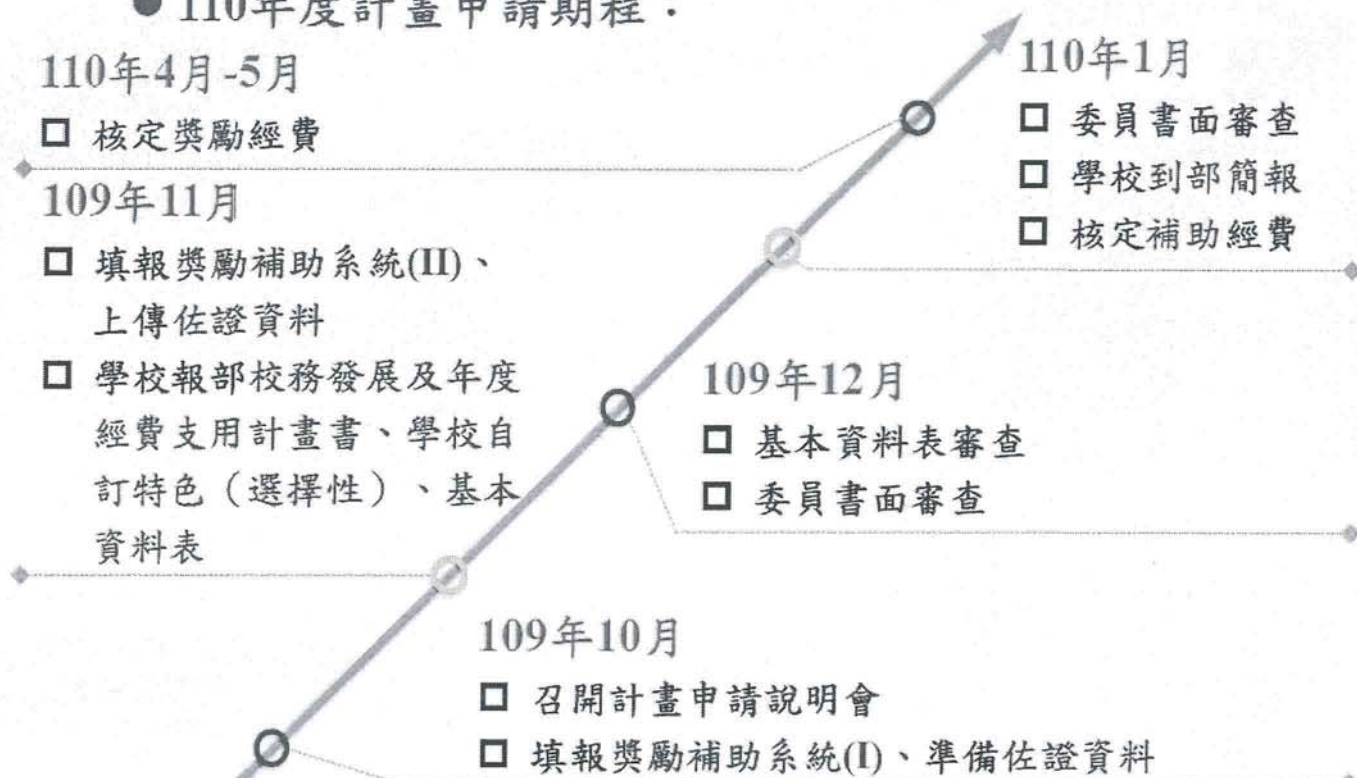 ●110年度計畫申請期程：
110年4月-5月
□ 核定獎勵經費
109年11月
□ 填報獎勵補助系統(II)、
上傳佐證資料
□ 學校報部校務發展及年度
經費支用計畫書、學校自
訂特色（選擇性）、基本
資料表
110年1月
□ 委員書面審查
□ 學校到部簡報
□ 核定補助經費
109年12月
□ 基本資料表審查
□ 委員書面審查
109年10月
□ 召開計畫申請說明會
□ 填報獎勵補助系統(I)、準備佐證資料